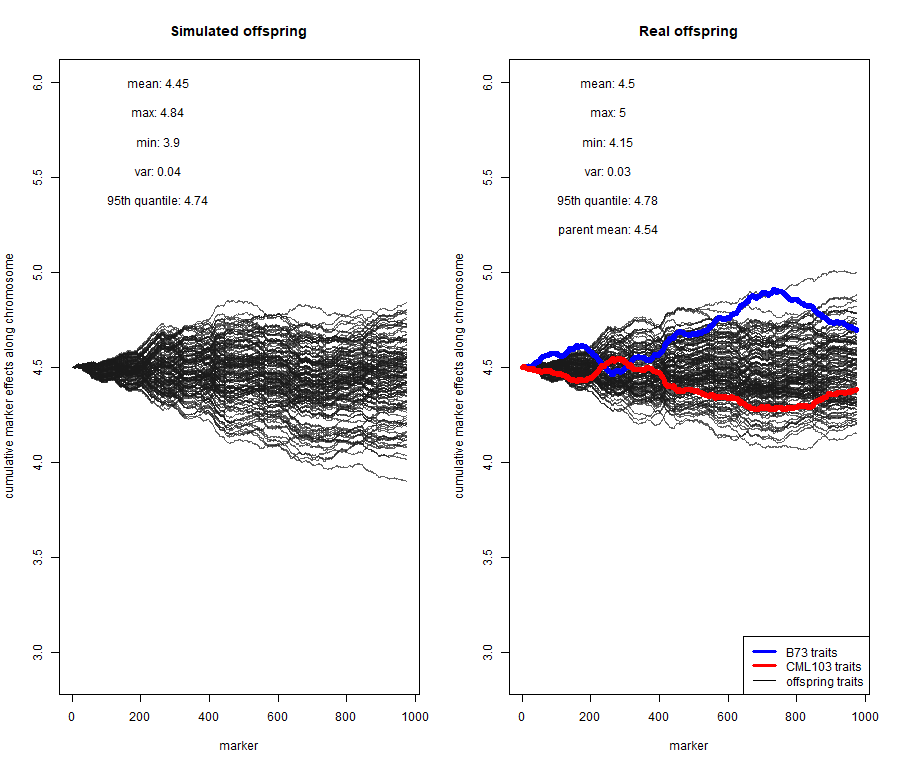 Simulated offspring
mean: 4.45
max: 4.84
min: 3.9
var: 0.04
95th quantile: 4.74
cumulative marker effects along chromosome
6.0
5.5
5.0
4.5
4.0
3.5
3.0
0 200 400 600 800 1000
marker
Real offspring
mean: 4.5
max: 5
min: 4.15
var: 0.03
95th quantile: 4.78
parent mean: 4.54
cumulative marker effects along chromosome
6.0
5.5
5.0
4.5
4.0
3.5
3.0
B73 traits
CML103 traits
offspring traits
0 200 400 600 800 1000
marker